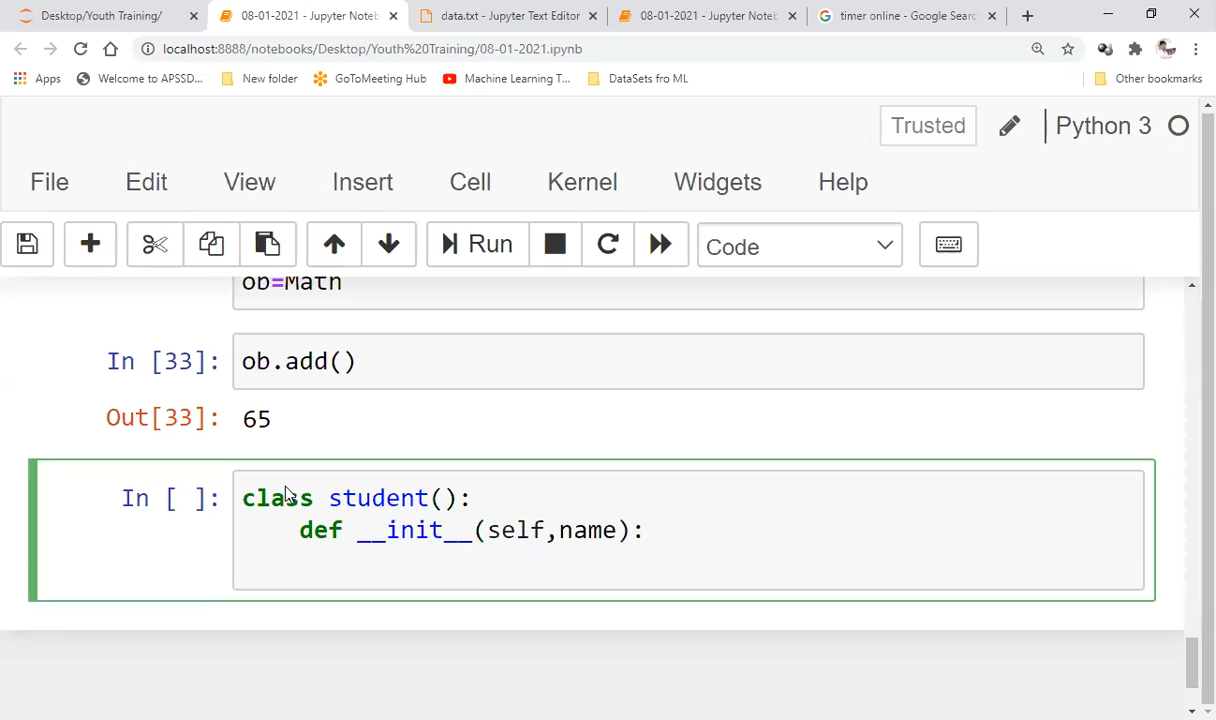 Desktop/Youth Training/
08-01-2021 - Jupyter Noteb
data.txt - Jupyter Text Editor
08-01-2021 - Jupyter Noteb
timer online - Google Searc
localhost:8888/notebooks/Desktop/Youth%20Training/08-01-2021.ipynb
Apps
Welcome to APSSD...
New folder
GoToMeeting Hub
Machine Learning T...
DataSets fro ML
Other bookmarks
Trusted
Python 3
File
Edit
View
Insert
Cell
Kernel
Widgets
Help
Run
Code
ob=Math
In [33]:
ob.add()
Out[33]:
65
In [ ]:
class student():
def __init__(self,name):